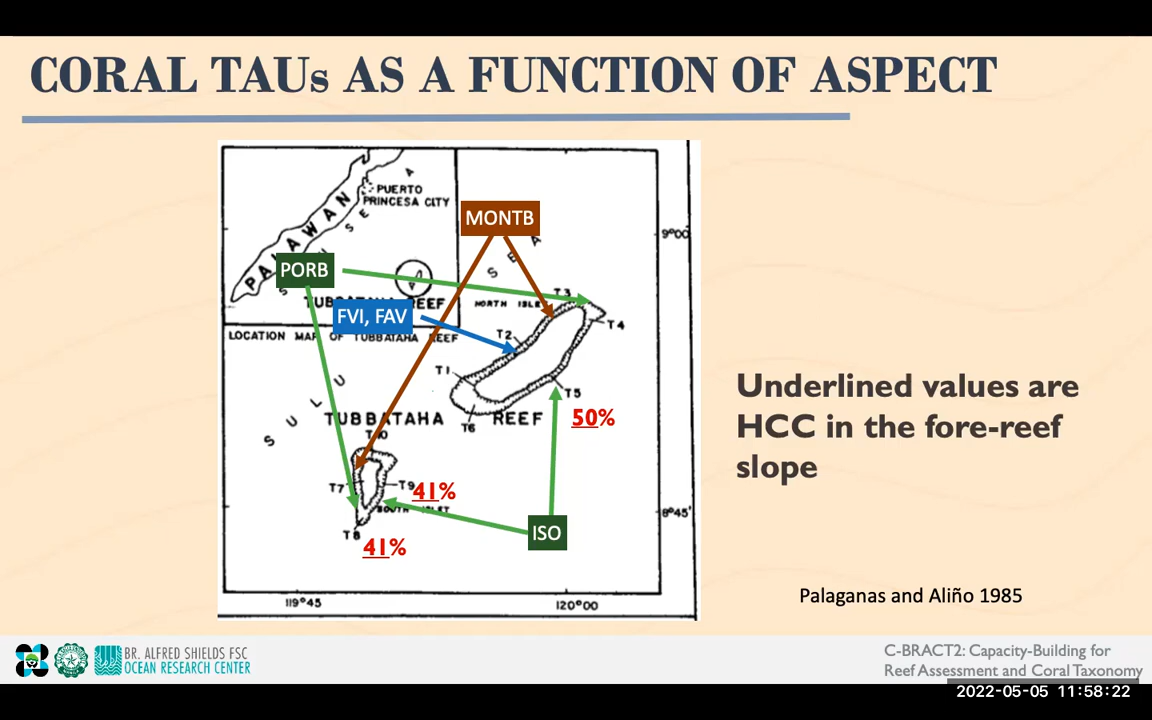 CORAL TAUs AS A FUNCTION OF ASPECT
PUERTO
PRINCESA CITY
PALAWAN
SULU SEA
MONTB
9°00'
PORB
TUBBATAHA REEF
NORTH ISLET
T3
T4
FVI, FAV
LOCATION MAP OF TUBBATAHA REEF
T2
T1
T5
50%
TUBBATAHA REEF
T6
T10
T7
T9
41%
SOUTH ISLET
8°45'
T8
41%
ISO
119°45
120°00
Underlined values are
HCC in the fore-reef
slope
Palaganas and Aliño 1985
BR. ALFRED SHIELDS FSC
OCEAN RESEARCH CENTER
C-BRACT2: Capacity-Building for
Reef Assessment and Coral Taxonomy
2022-05-05 11:58:22